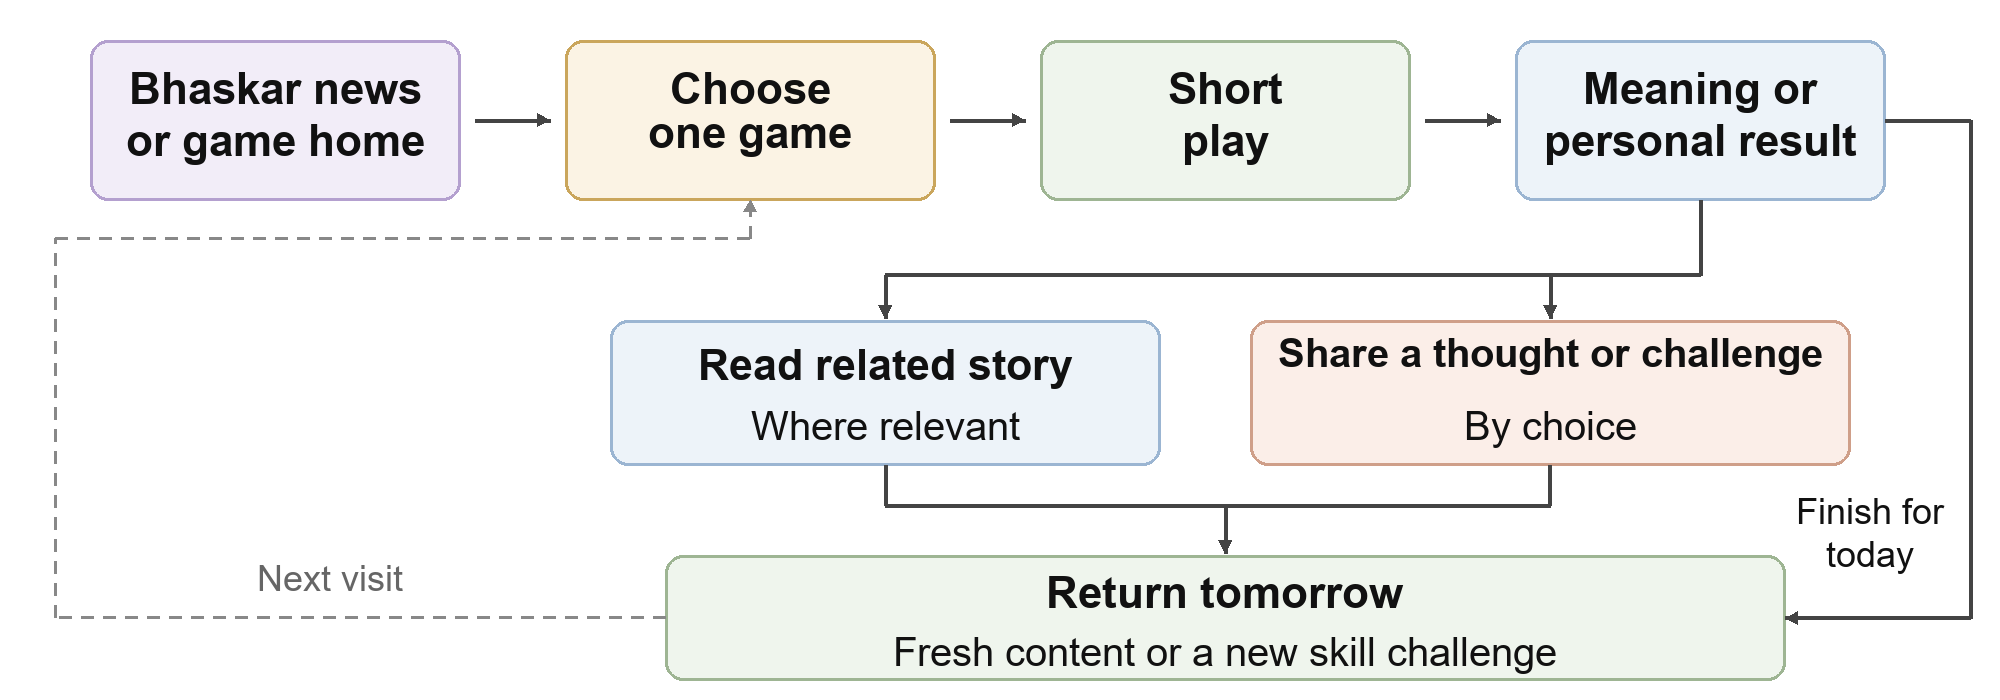 Bhaskar news
or game home
Choose
one game
Short
play
Meaning or
personal result
Read related story
Where relevant
Share a thought or challenge
By choice
Finish for
today
Next visit
Return tomorrow
Fresh content or a new skill challenge